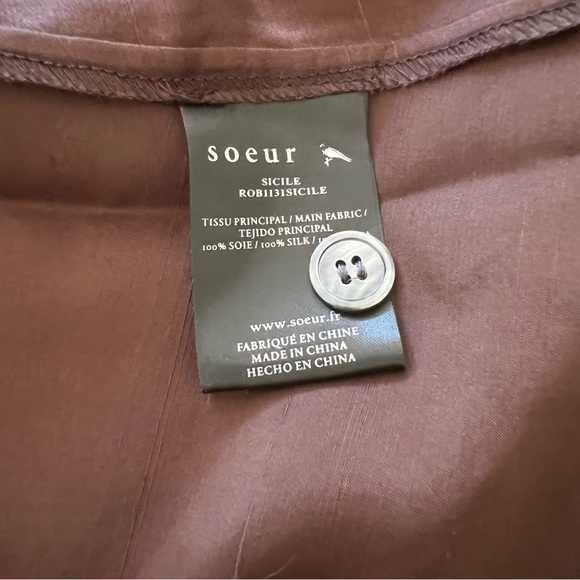 soeur
SICILE
ROB1131SICILE
TISSU PRINCIPAL / MAIN FABRIC /
TEJIDO PRINCIPAL
100% SOIE / 100% SILK /
www.soeur.fr
FABRIQUÉ EN CHINE
MADE IN CHINA
HECHO EN CHINA